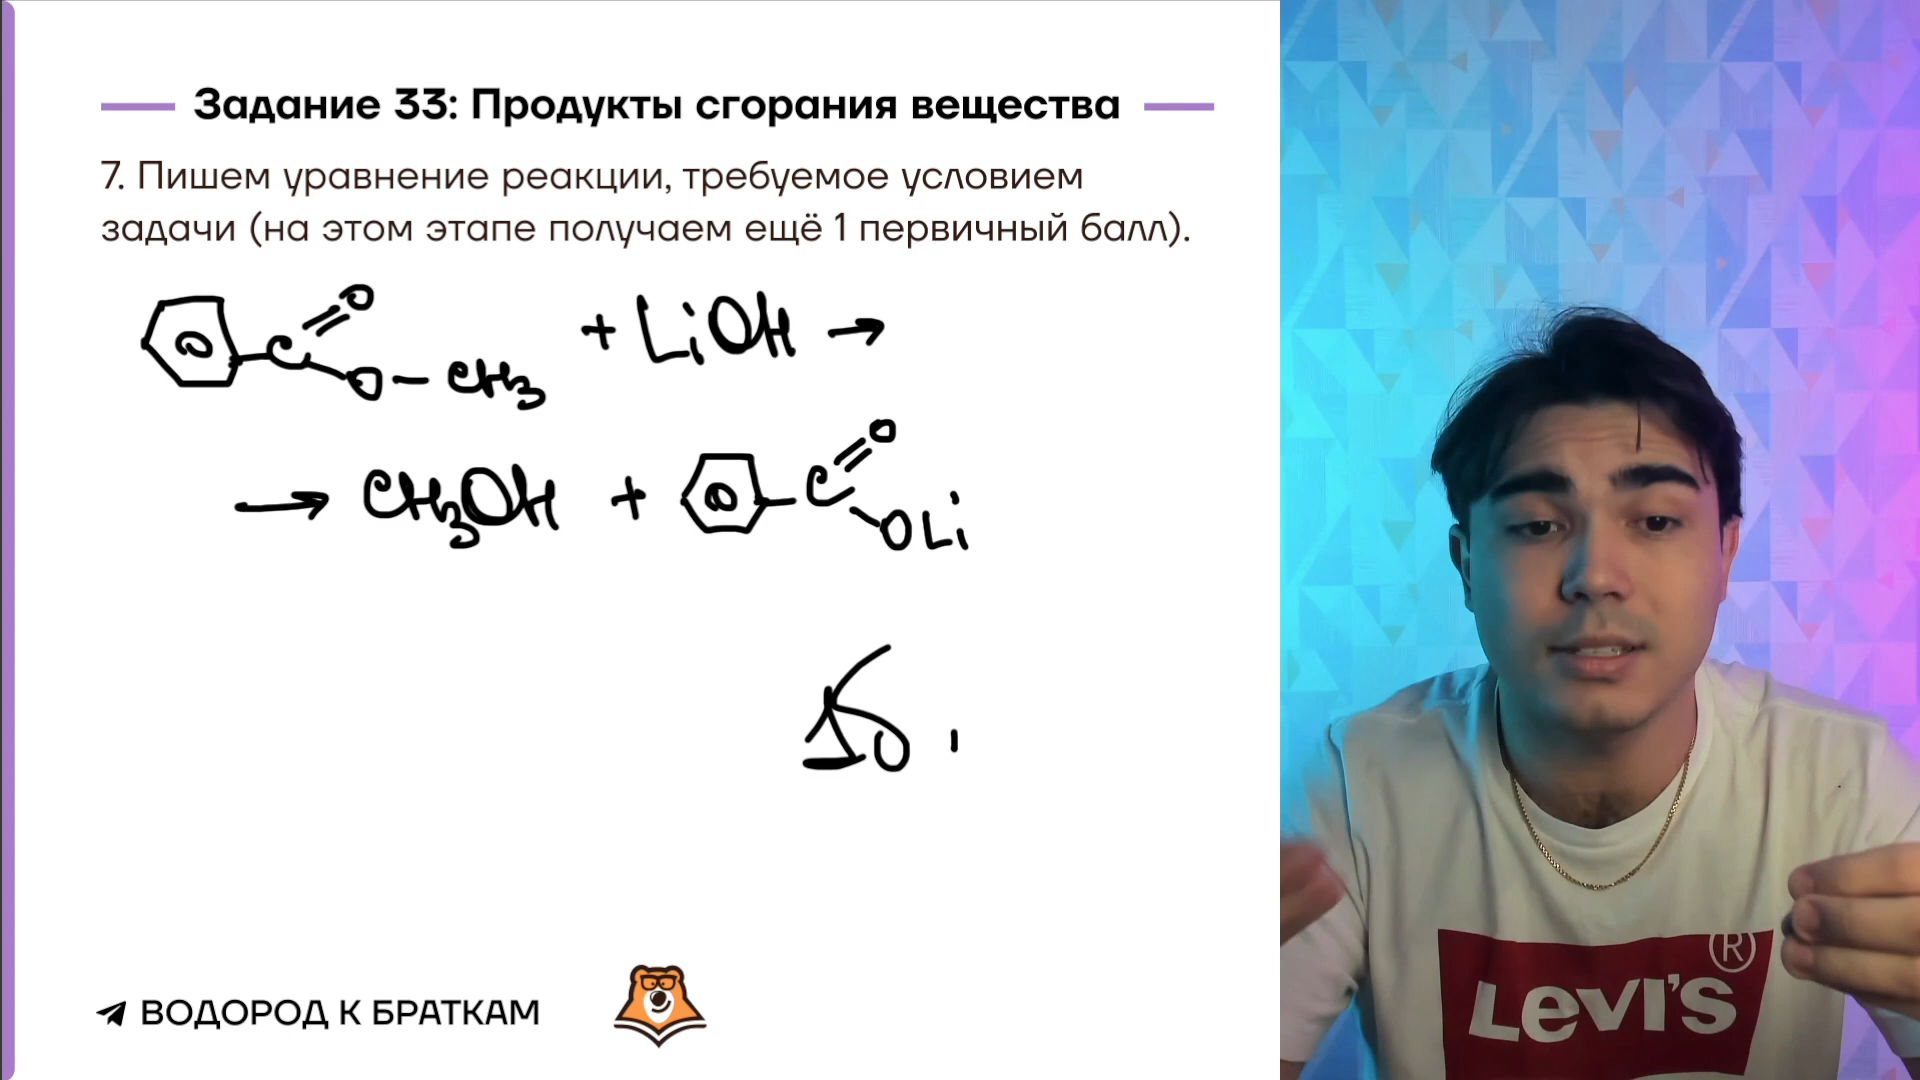 Задание 33: Продукты сгорания вещества
7. Пишем уравнение реакции, требуемое условием
задачи (на этом этапе получаем ещё 1 первичный балл).
C O O – CH3 + LiOH →
→ CH3OH + C O OLi
1б
ВОДОРОД К БРАТКАМ
Levi's ®